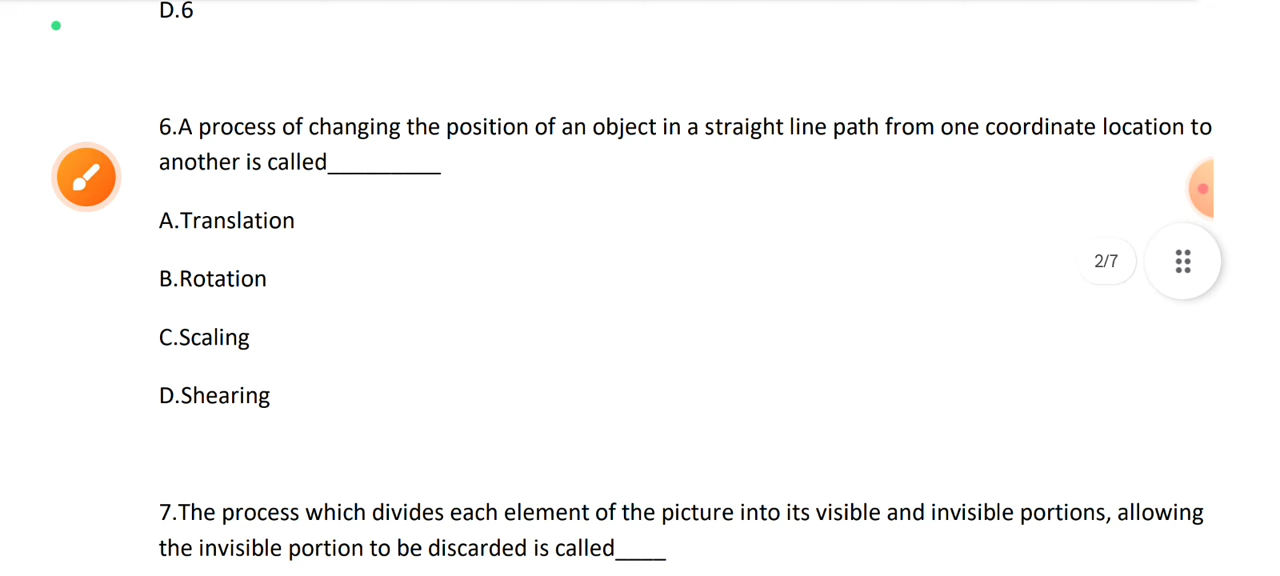 D.6
6.A process of changing the position of an object in a straight line path from one coordinate location to
another is called__________
A.Translation
2/7
B.Rotation
C.Scaling
D.Shearing
7.The process which divides each element of the picture into its visible and invisible portions, allowing
the invisible portion to be discarded is called____